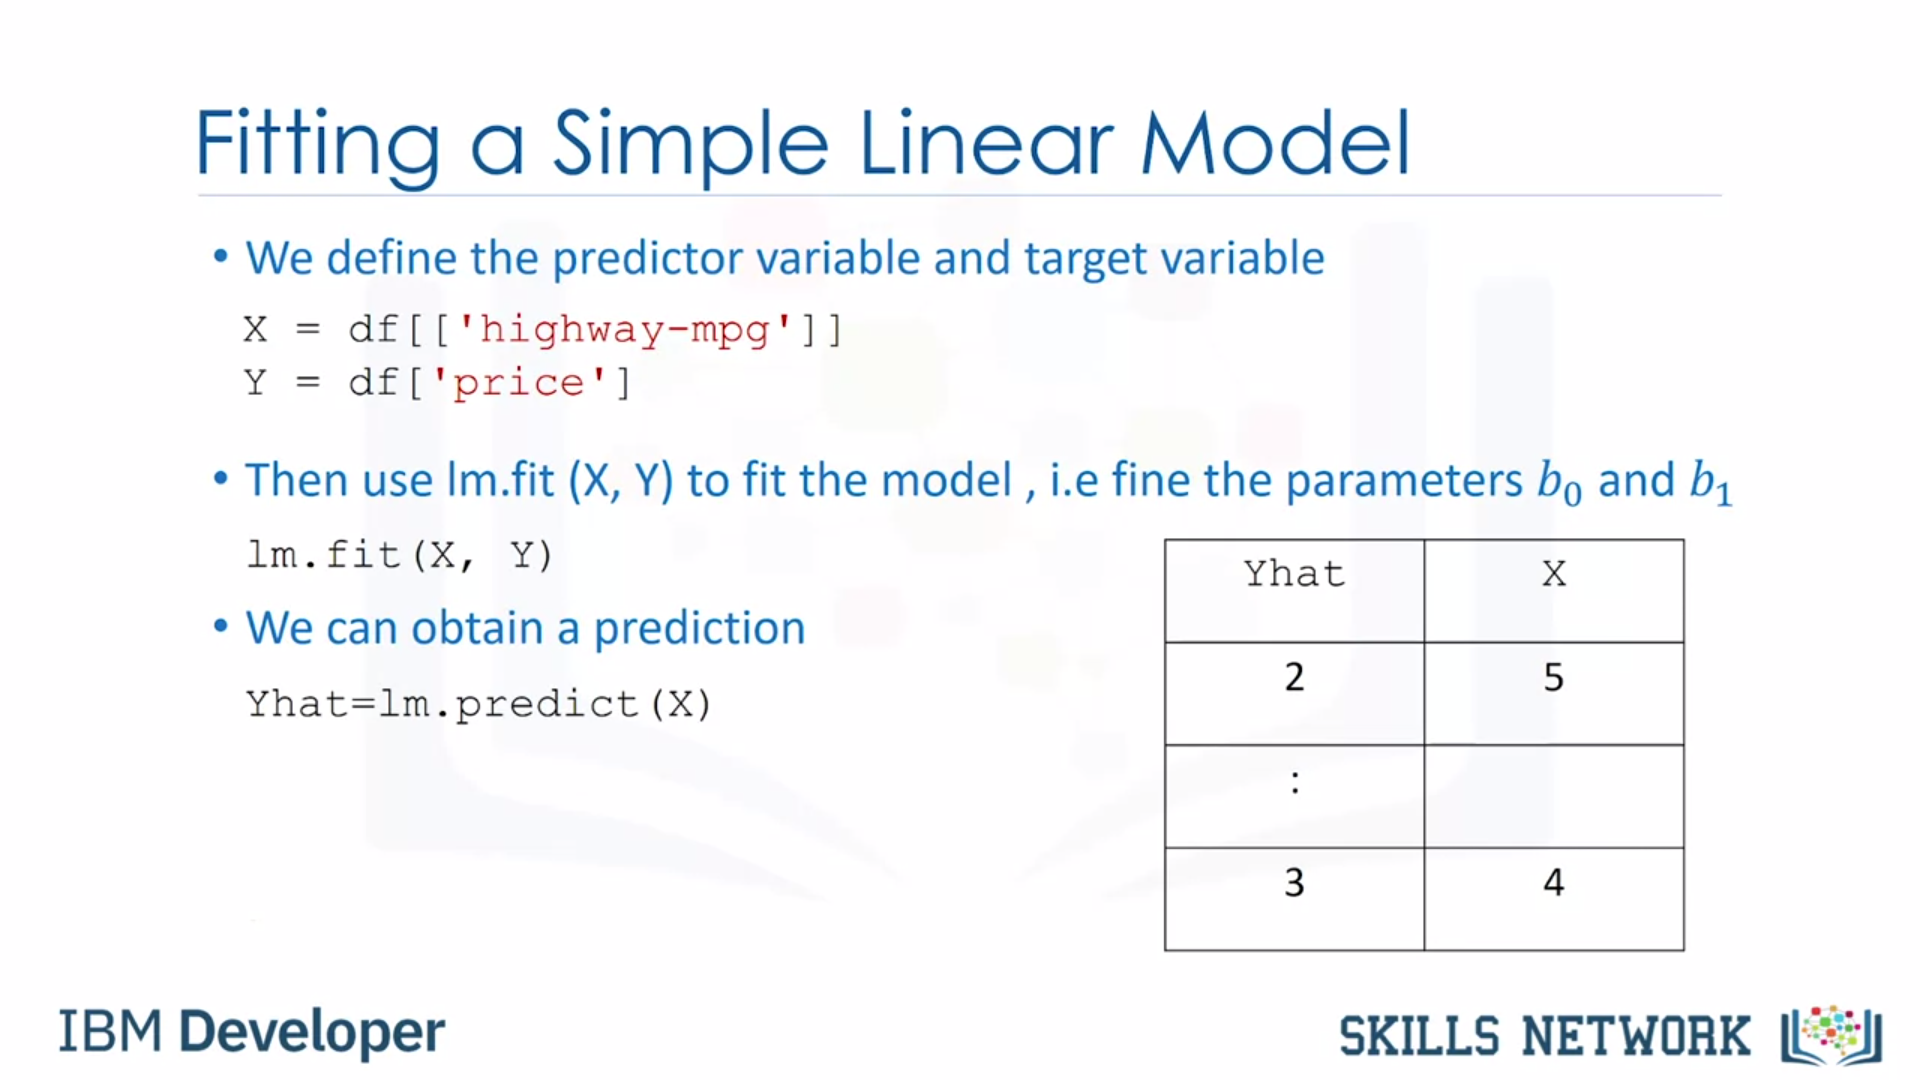 Fitting a Simple Linear Model
• We define the predictor variable and target variable
X = df[['highway-mpg']]
Y = df['price']
• Then use lm.fit (X, Y) to fit the model , i.e fine the parameters b₀ and b₁
lm.fit(X, Y)
• We can obtain a prediction
Yhat=lm.predict(X)
Yhat X
2 5
:
3 4
IBM Developer
SKILLS NETWORK